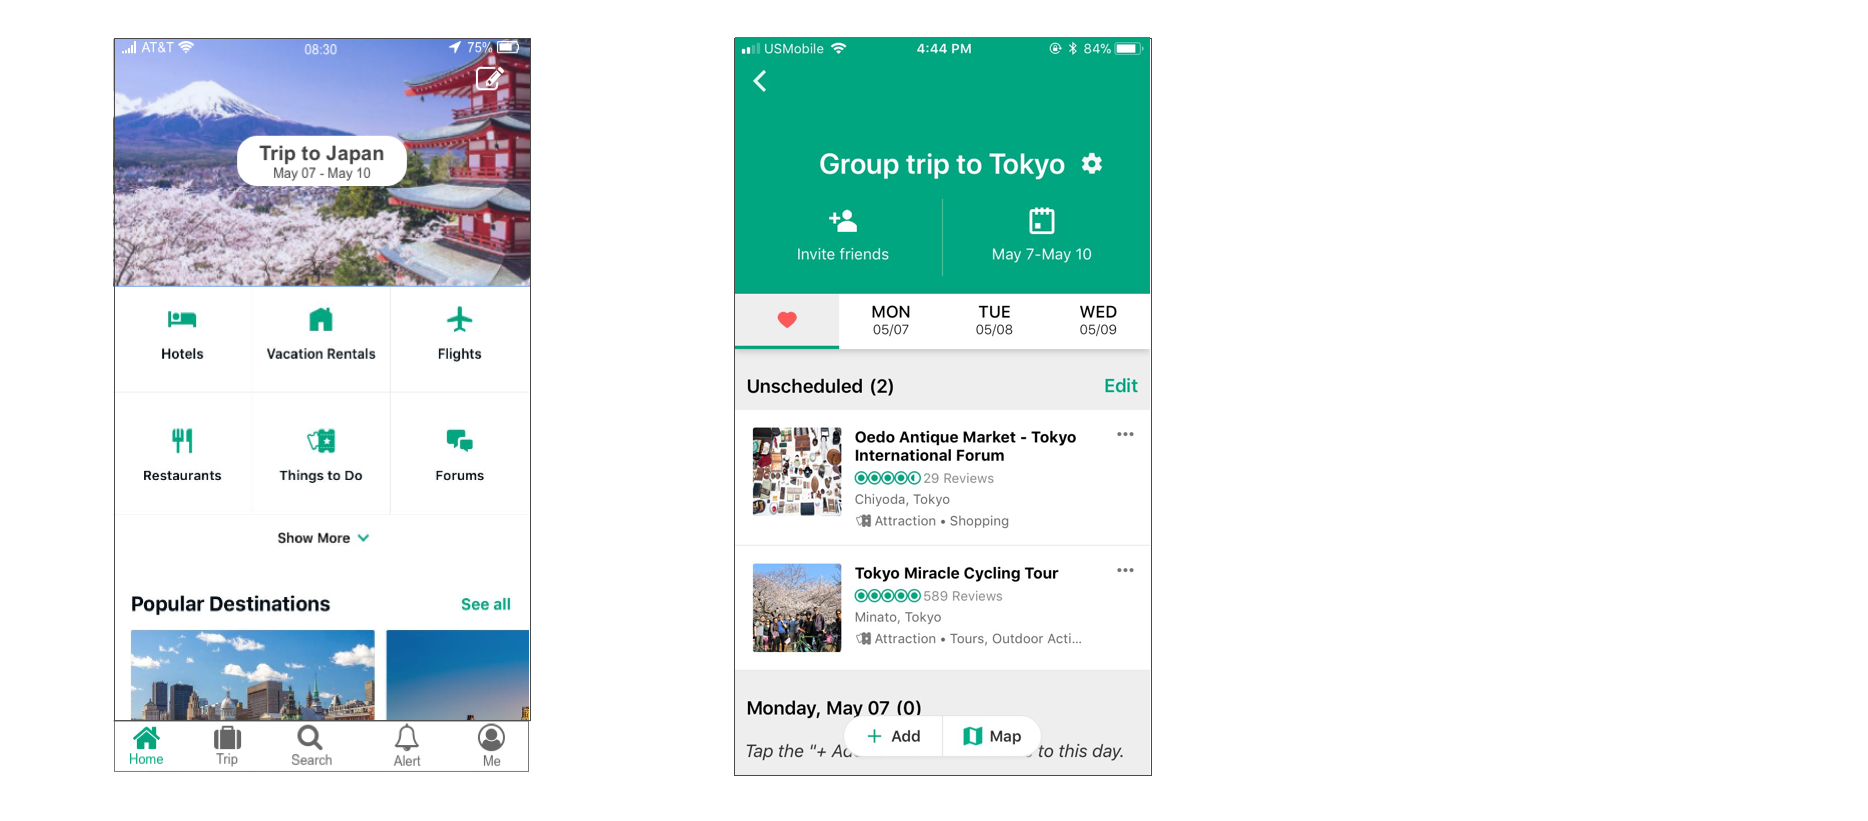 AT&T 08:30 75%
Trip to Japan
May 07 - May 10
Hotels Vacation Rentals Flights
Restaurants Things to Do Forums
Show More
Popular Destinations See all
Home Trip Search Alert Me
USMobile 4:44 PM 84%
Group trip to Tokyo
Invite friends May 7-May 10
MON TUE WED
05/07 05/08 05/09
Unscheduled (2) Edit
Oedo Antique Market - Tokyo
International Forum
29 Reviews
Chiyoda, Tokyo
Attraction • Shopping
Tokyo Miracle Cycling Tour
589 Reviews
Minato, Tokyo
Attraction • Tours, Outdoor Acti...
Monday, May 07 (0)
+ Add Map
Tap the "+ to this day.